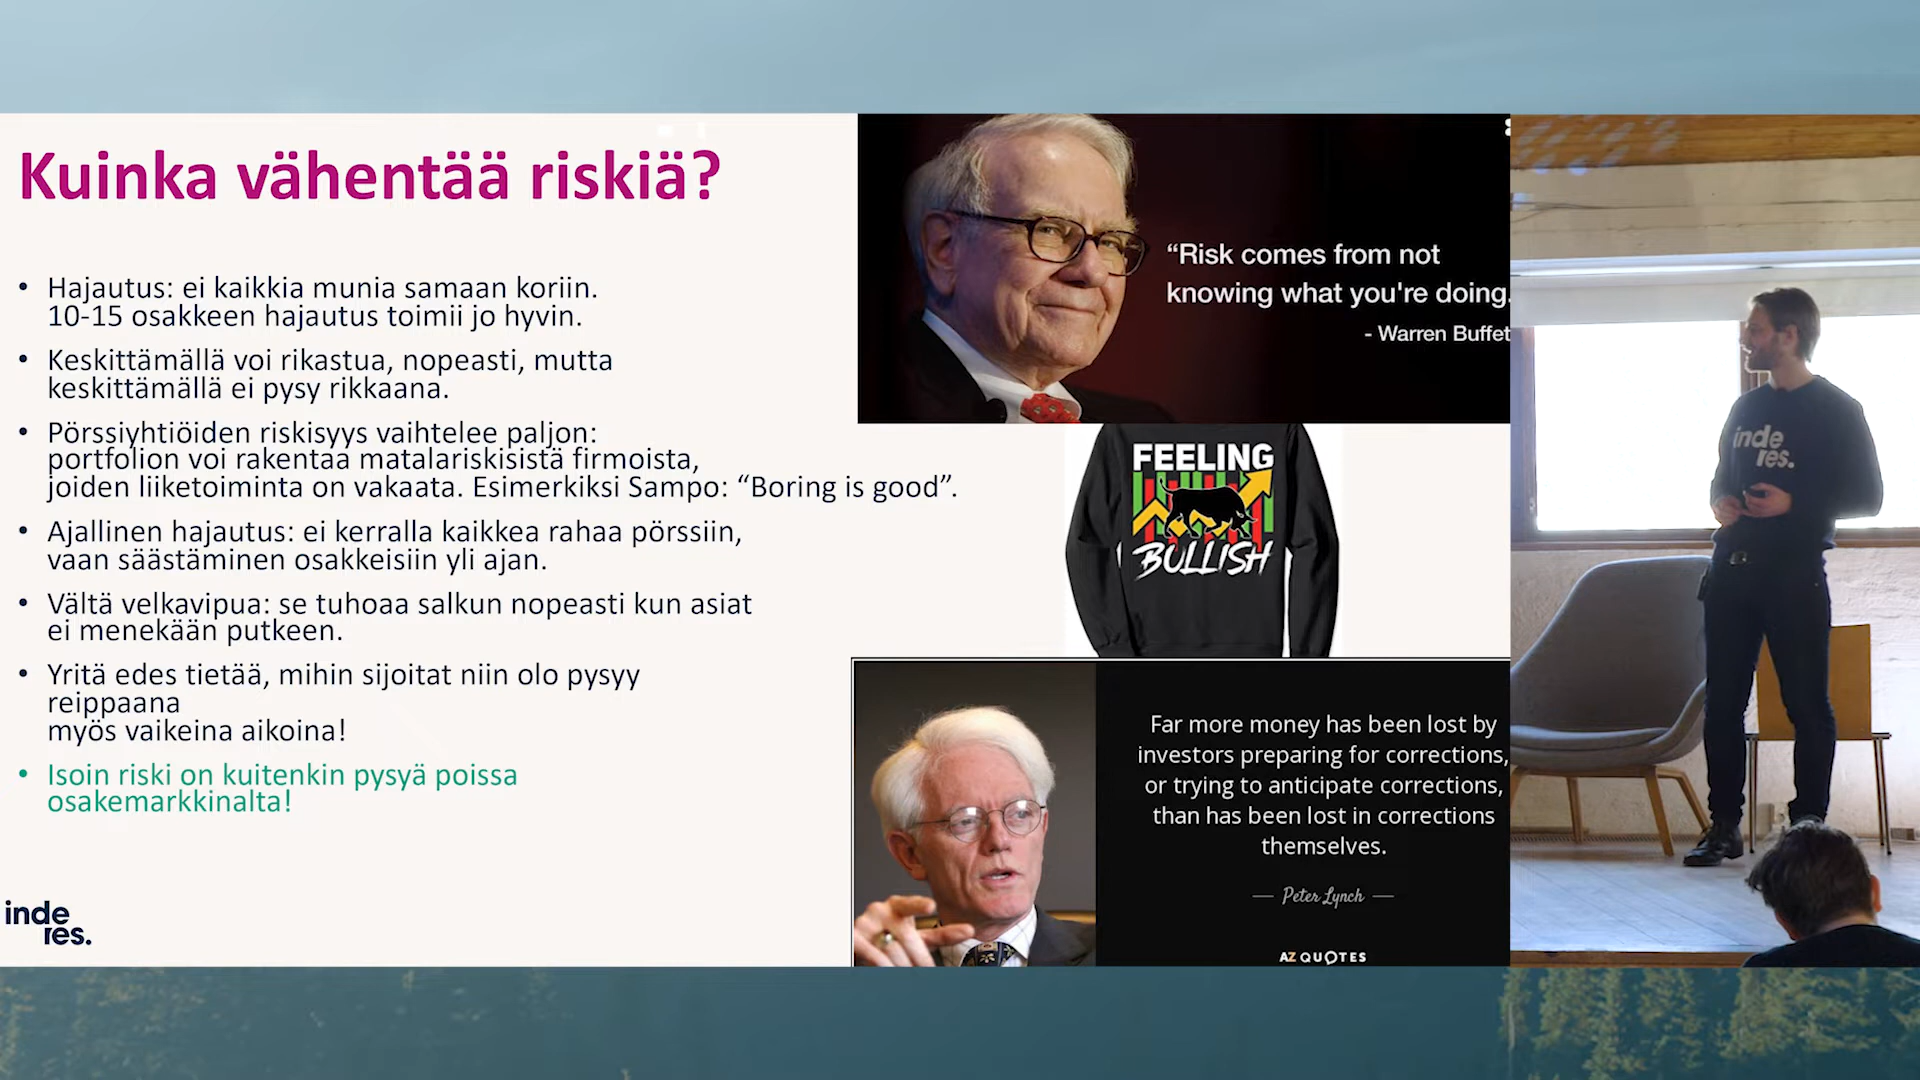 Kuinka vähentää riskiä?
• Hajautus: ei kaikkia munia samaan koriin.
10-15 osakkeen hajautus toimii jo hyvin.
• Keskittämällä voi rikastua, nopeasti, mutta
keskittämällä ei pysy rikkaana.
• Pörssiyhtiöiden riskisyys vaihtelee paljon:
portfolion voi rakentaa matalariskisistä firmoista,
joiden liiketoiminta on vakaata. Esimerkiksi Sampo: “Boring is good”.
• Ajallinen hajautus: ei kerralla kaikkea rahaa pörssiin,
vaan säästäminen osakkeisiin yli ajan.
• Vältä velkavipua: se tuhoaa salkun nopeasti kun asiat
ei menekään putkeen.
• Yritä edes tietää, mihin sijoitat niin olo pysyy
reippaana
myös vaikeina aikoina!
• Isoin riski on kuitenkin pysyä poissa
osakemarkkinalta!
inde
res.
“Risk comes from not
knowing what you're doing.
- Warren Buffet
FEELING
BULLISH
Far more money has been lost by
investors preparing for corrections,
or trying to anticipate corrections,
than has been lost in corrections
themselves.
— Peter Lynch —
AZ QUOTES
inde
res.